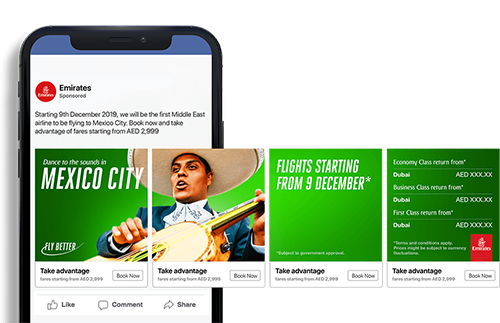 Emirates
Sponsored
Starting 9th December 2019, we will be the first Middle East
airline to be flying to Mexico City. Book now and take
advantage of fares starting from AED 2,999
Dance to the sounds in
MEXICO CITY
FLY BETTER
Take advantage
fares starting from AED 2,999
Book Now
Take advantage
fares starting from AED 2,999
Book Now
FLIGHTS STARTING
FROM 9 DECEMBER*
*Subject to government approval.
Take advantage
fares starting from AED 2,999
Book Now
Economy Class return from*
Dubai AED XXX.XX
Business Class return from*
Dubai AED XXX.XX
First Class return from*
Dubai AED XXX.XX
*Terms and conditions apply.
Prices might be subject to currency
fluctuations.
Emirates
Take advantage
fares starting from AED 2,999
Book Now
Like
Comment
Share